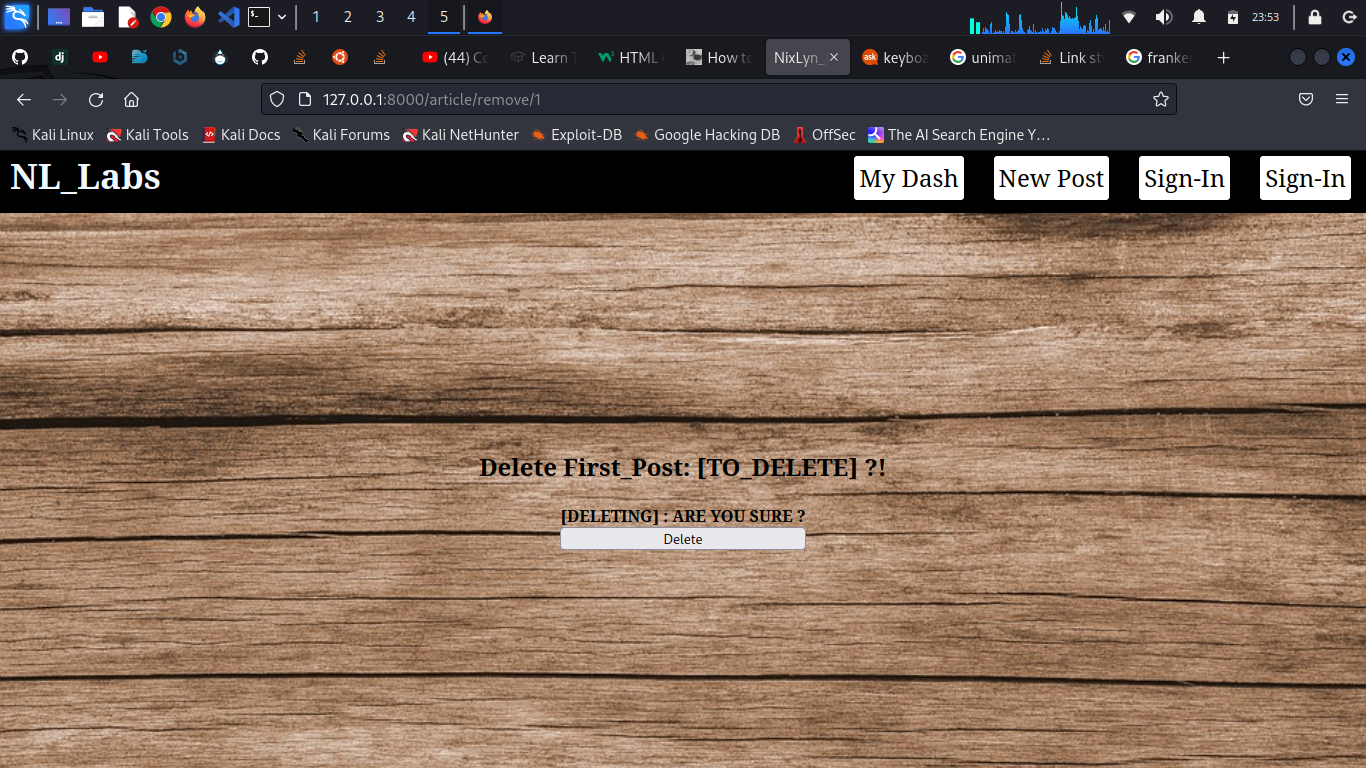 1 2 3 4 5 23:53
(44) Co Learn T HTML How to NixLyn_ keyboa unimat Link sty franken
127.0.0.1:8000/article/remove/1
Kali Linux Kali Tools Kali Docs Kali Forums Kali NetHunter Exploit-DB Google Hacking DB OffSec The AI Search Engine Y…
NL_Labs My Dash New Post Sign-In Sign-In
Delete First_Post: [TO_DELETE] ?!
[DELETING] : ARE YOU SURE ?
Delete